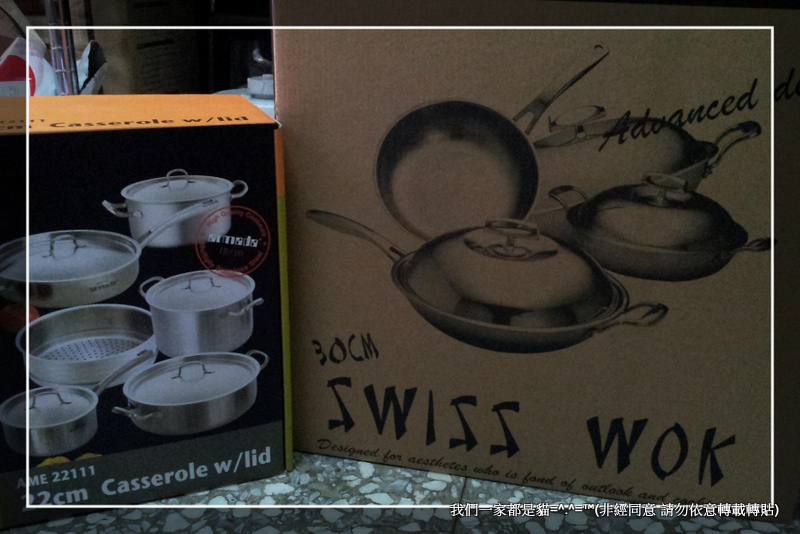 Casserole w/lid
armada
AME 22111
22cm Casserole w/lid
Advanced
30CM
SWISS WOK
Designed for aesthetes who is fond of outlook and
我們一家都是貓=^.^=™(非經同意 請勿依意轉載轉貼)